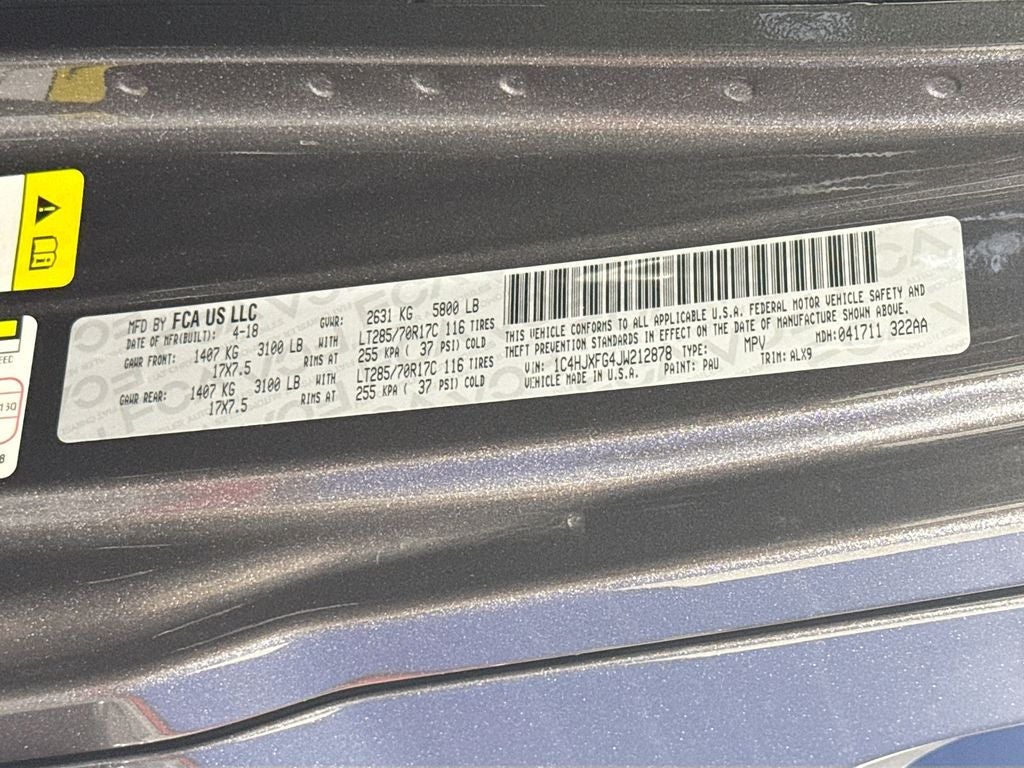 MFD BY FCA US LLC
DATE OF MFR(BUILT): 4-18 GVWR: 2631 KG 5800 LB
GAWR FRONT: 1407 KG 3100 LB WITH LT285/70R17C 116 TIRES
17X7.5 RIMS AT 255 KPA ( 37 PSI) COLD
GAWR REAR: 1407 KG 3100 LB WITH LT285/70R17C 116 TIRES
17X7.5 RIMS AT 255 KPA ( 37 PSI) COLD
THIS VEHICLE CONFORMS TO ALL APPLICABLE U.S.A. FEDERAL MOTOR VEHICLE SAFETY AND
THEFT PREVENTION STANDARDS IN EFFECT ON THE DATE OF MANUFACTURE SHOWN ABOVE.
VIN: 1C4HJXFG4JW212878 TYPE: MPV MDH: 041711 322AA
VEHICLE MADE IN U.S.A. PAINT: PAU TRIM: ALX9